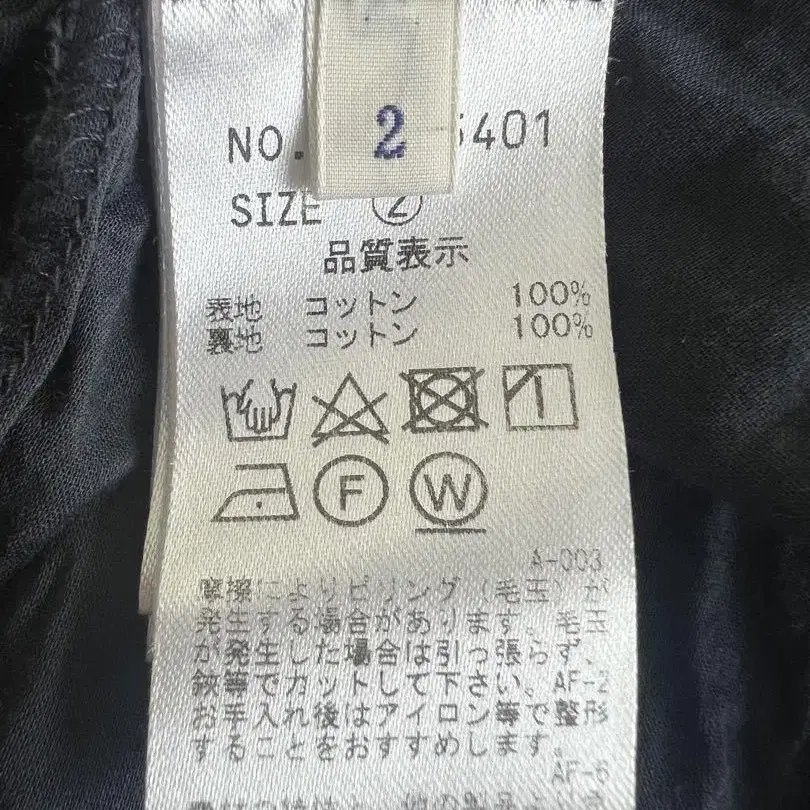 2
NO. 5401
SIZE ②
品質表示
表地 コットン 100%
裏地 コットン 100%
F W
A-003
摩擦によりピリング(毛玉)が
発生する場合があります。毛玉
が発生した場合は引っ張らず、
鋏等でカットして下さい。AF-2
お手入れ後はアイロン等で整形
することをおすすめします。
AF-6